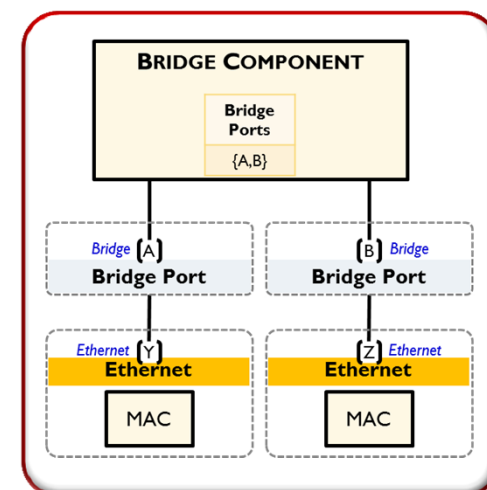 BRIDGE COMPONENT
Bridge
Ports
{A,B}
Bridge [A]
Bridge Port
[B] Bridge
Bridge Port
Ethernet [Y]
Ethernet
MAC
[Z] Ethernet
Ethernet
MAC